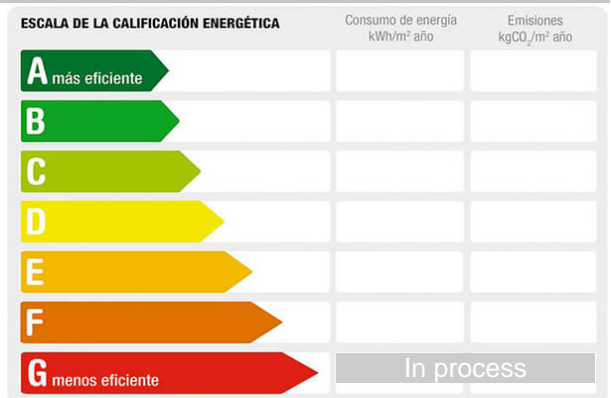 ESCALA DE LA CALIFICACIÓN ENERGÉTICA
Consumo de energía
kWh/m² año
Emisiones
kgCO₂/m² año
A más eficiente
B
C
D
E
F
G menos eficiente
In process